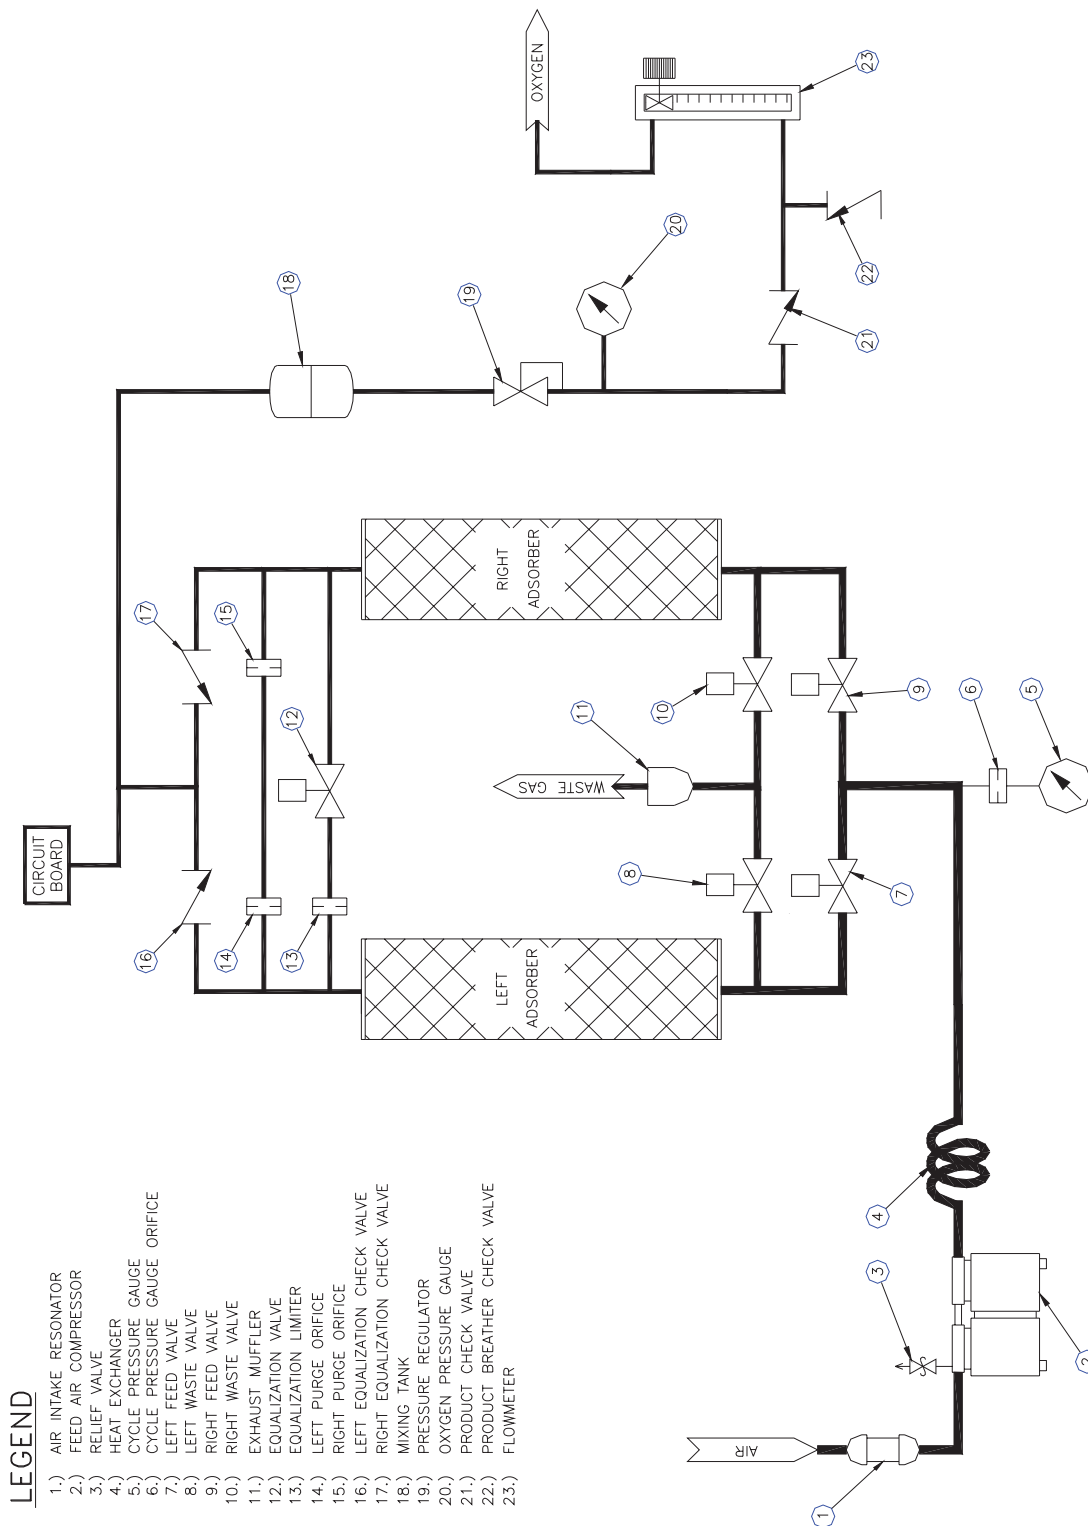 LEGEND
1.) AIR INTAKE RESONATOR
2.) FEED AIR COMPRESSOR
3.) RELIEF VALVE
4.) HEAT EXCHANGER
5.) CYCLE PRESSURE GAUGE
6.) CYCLE PRESSURE GAUGE ORIFICE
7.) LEFT FEED VALVE
8.) LEFT WASTE VALVE
9.) RIGHT FEED VALVE
10.) RIGHT WASTE VALVE
11.) EXHAUST MUFFLER
12.) EQUALIZATION VALVE
13.) EQUALIZATION LIMITER
14.) LEFT PURGE ORIFICE
15.) RIGHT PURGE ORIFICE
16.) LEFT EQUALIZATION CHECK VALVE
17.) RIGHT EQUALIZATION CHECK VALVE
18.) MIXING TANK
19.) PRESSURE REGULATOR
20.) OXYGEN PRESSURE GAUGE
21.) PRODUCT CHECK VALVE
22.) PRODUCT BREATHER CHECK VALVE
23.) FLOWMETER
CIRCUIT
BOARD
16
17
14
15
13
12
18
19
20
OXYGEN
23
22
21
LEFT
ADSORBER
RIGHT
ADSORBER
WASTE GAS
11
8
10
7
9
6
5
4
3
2
AIR
1